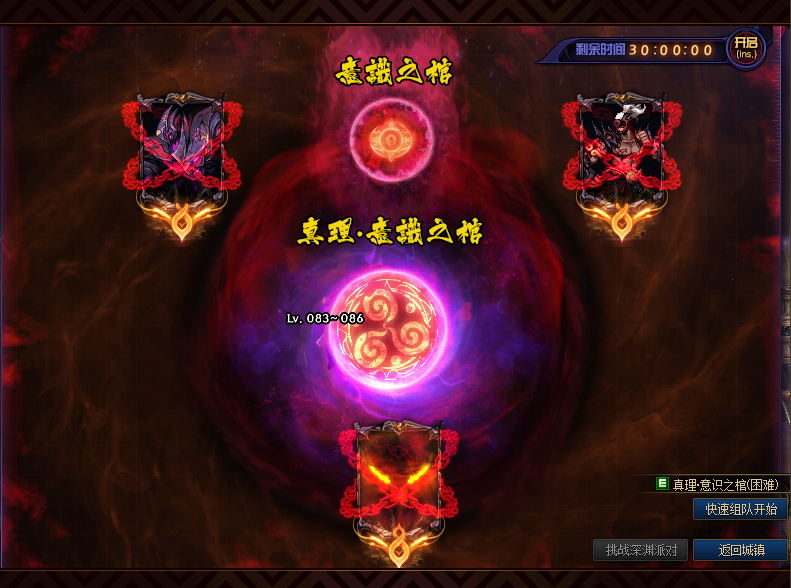 剩余时间 30:00:00
开启
(Ins.)
意識之棺
真理·意識之棺
Lv. 083~086
E 真理·意识之棺(困难)
快速组队开始
挑战深渊派对
返回城镇